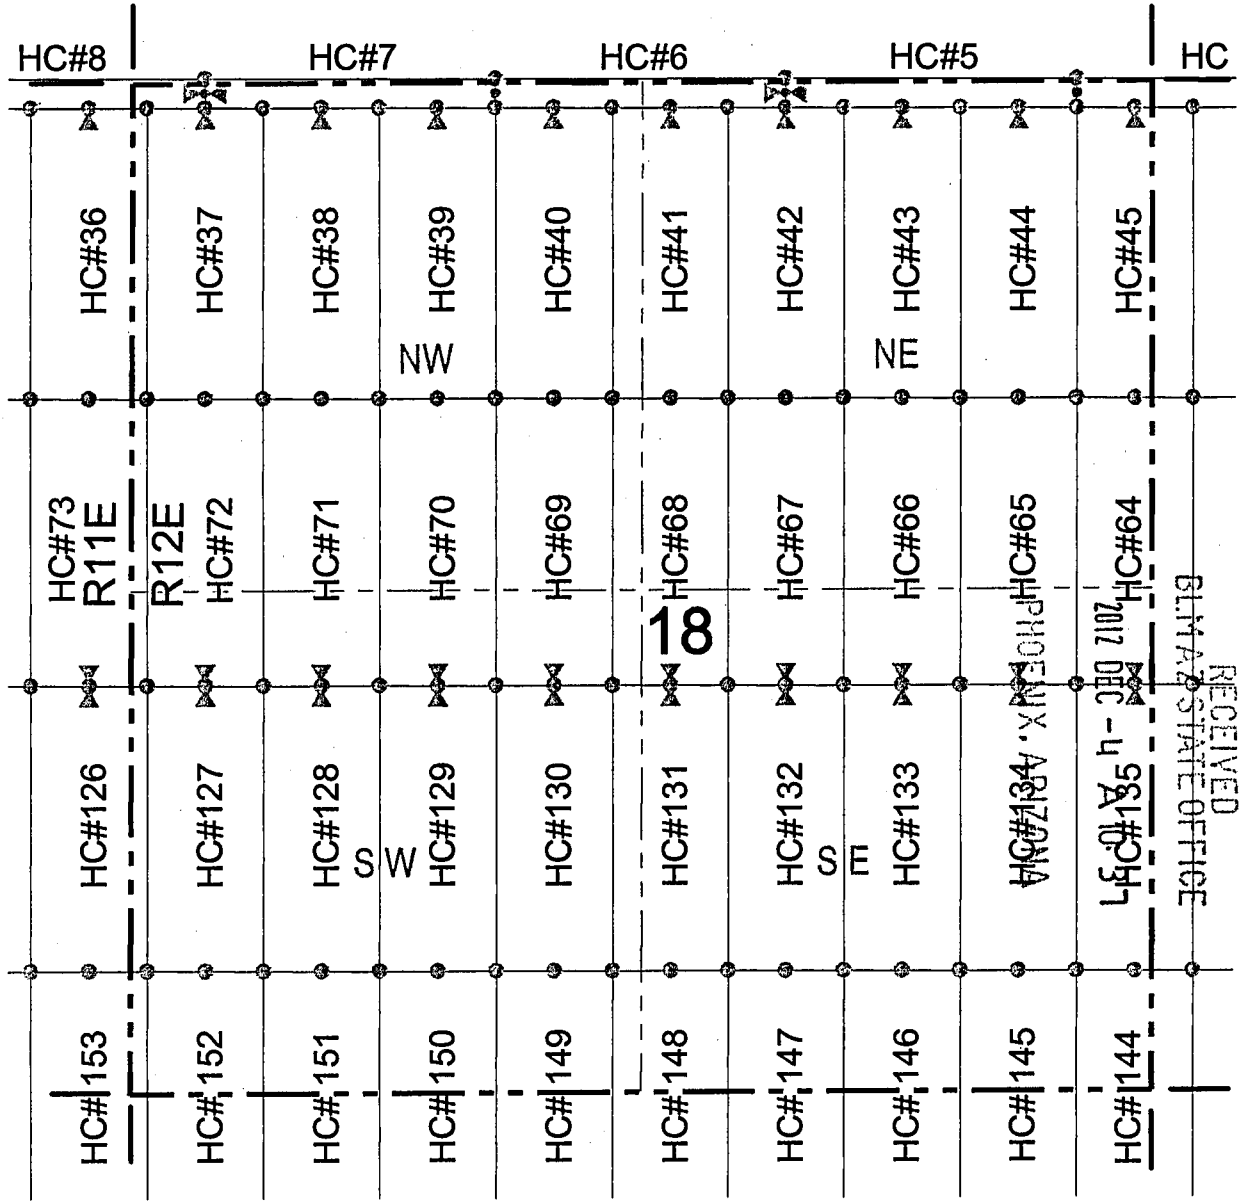 HC#8 HC#7 HC#6 HC#5 HC
HC#36 HC#37 HC#38 HC#39 HC#40 HC#41 HC#42 HC#43 HC#44 HC#45
NW NE
HC#73 R11E R12E HC#72 HC#71 HC#70 HC#69 HC#68 HC#67 HC#66 HC#65 HC#64
18
HC#126 HC#127 HC#128 HC#129 HC#130 HC#131 HC#132 HC#133 HC#134 HC#135
SW SE
HC#153 HC#152 HC#151 HC#150 HC#149 HC#148 HC#147 HC#146 HC#145 HC#144
RECEIVED
BLM AZ STATE OFFICE
2012 DEC -4 A 10:
PHOENIX, ARIZONA